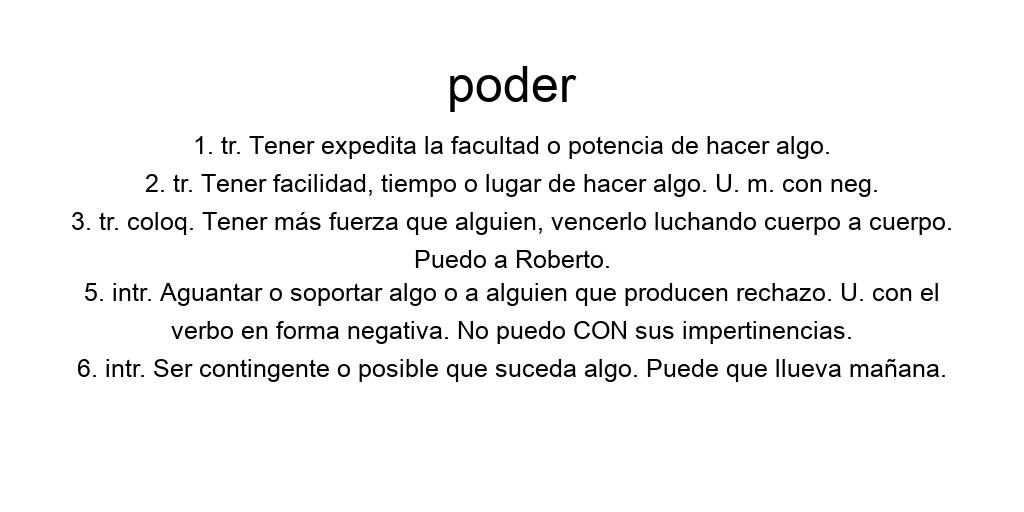 poder
1. tr. Tener expedita la facultad o potencia de hacer algo.
2. tr. Tener facilidad, tiempo o lugar de hacer algo. U. m. con neg.
3. tr. coloq. Tener más fuerza que alguien, vencerlo luchando cuerpo a cuerpo.
Puedo a Roberto.
5. intr. Aguantar o soportar algo o a alguien que producen rechazo. U. con el
verbo en forma negativa. No puedo CON sus impertinencias.
6. intr. Ser contingente o posible que suceda algo. Puede que llueva mañana.